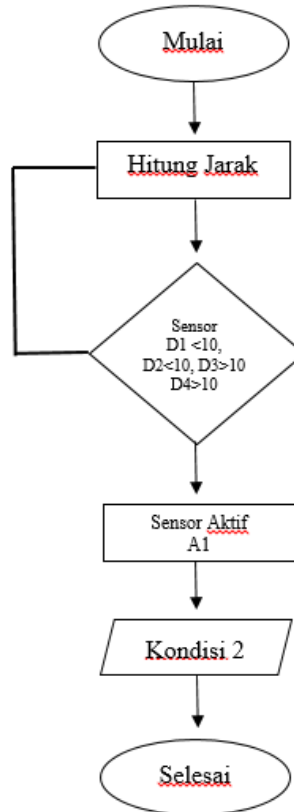 Mulai
Hitung Jarak
Sensor
D1 <10,
D2<10, D3>10
D4>10
Sensor Aktif
A1
Kondisi 2
Selesai